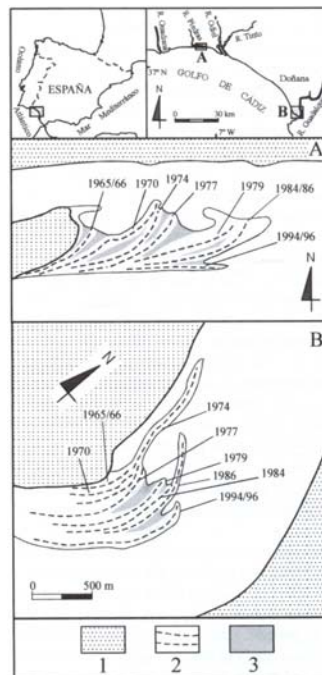 Océano
Atlántico
ESPAÑA
Mar Mediterráneo
R. Piedras
R. Odiel
R. Tinto
A
37° N
GOLFO
DE
CADIZ
Doñana
N
B
0 30 km
7° W
A
1965/66
1970
1974
1977
1979
1984/86
1994/96
N
B
N
1965/66
1970
1974
1977
1979
1986
1984
1994/96
0 500 m
1 2 3